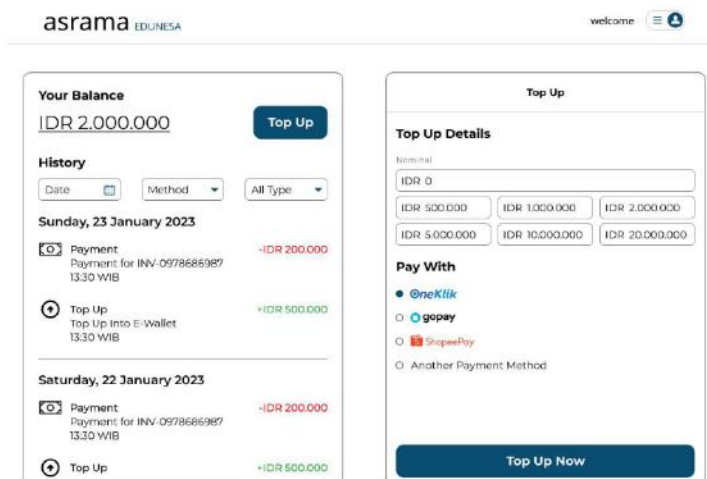 asrama EDUNESA
welcome
Your Balance
IDR 2.000.000
Top Up
History
Date
Method
All Type
Sunday, 23 January 2023
Payment
-IDR 200.000
Payment for INV-0978686987
13:30 WIB
Top Up
+IDR 500.000
Top Up Into E-Wallet
13:30 WIB
Saturday, 22 January 2023
Payment
-IDR 200.000
Payment for INV-0978686987
13:30 WIB
Top Up
+IDR 500.000
Top Up
Top Up Details
Nominal
IDR 0
IDR 500.000
IDR 1.000.000
IDR 2.000.000
IDR 5.000.000
IDR 10.000.000
IDR 20.000.000
Pay With
OneKlik
gopay
ShopeePay
Another Payment Method
Top Up Now